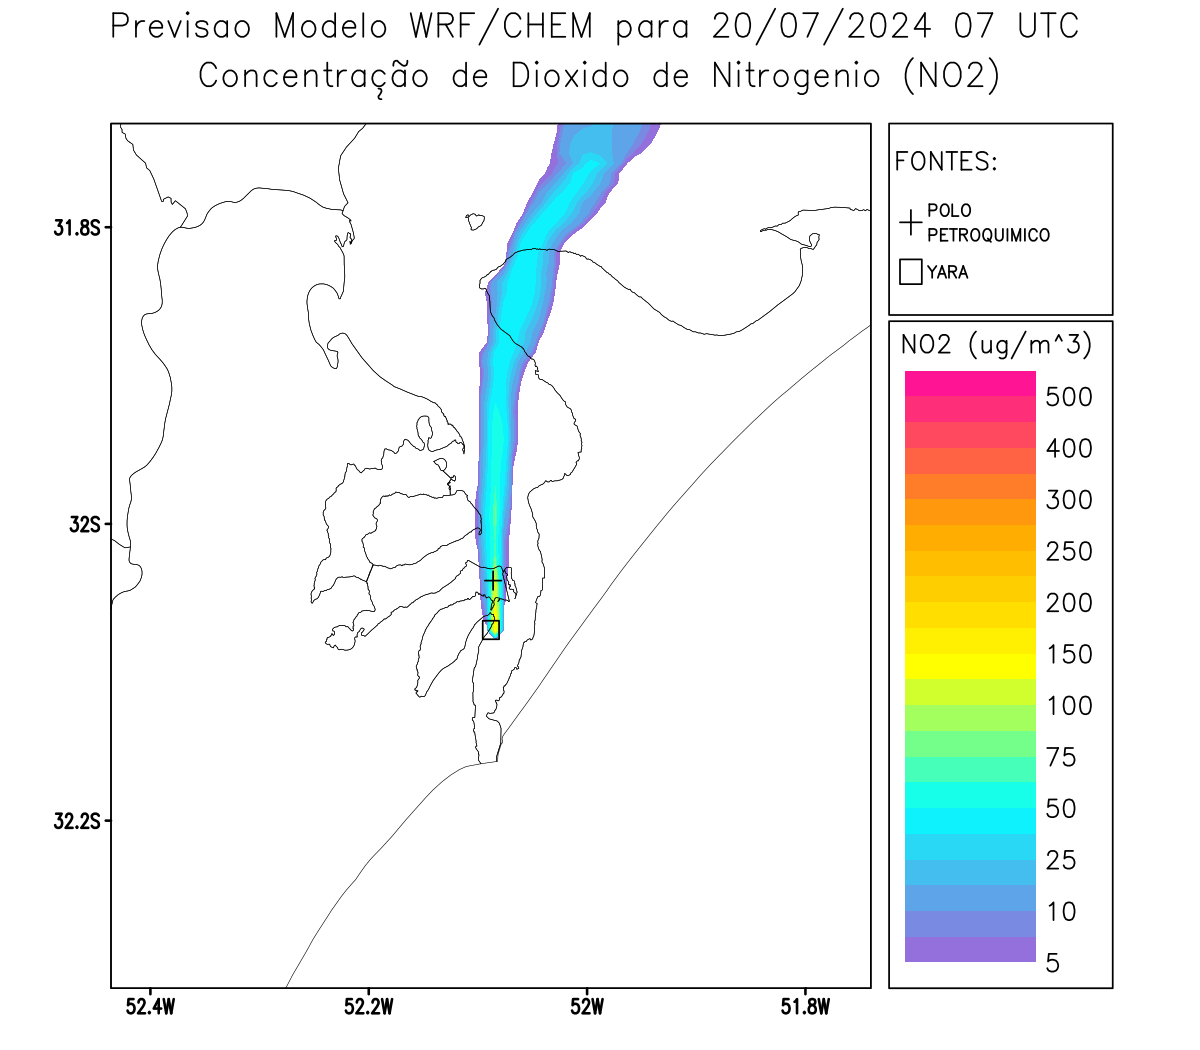 Previsao Modelo WRF/CHEM para 20/07/2024 07 UTC
Concentração de Dioxido de Nitrogenio (NO2)
FONTES:
POLO
PETROQUIMICO
YARA
NO2 (ug/m^3)
500
400
300
250
200
150
100
75
50
25
10
5
31.8S
32S
32.2S
52.4W
52.2W
52W
51.8W